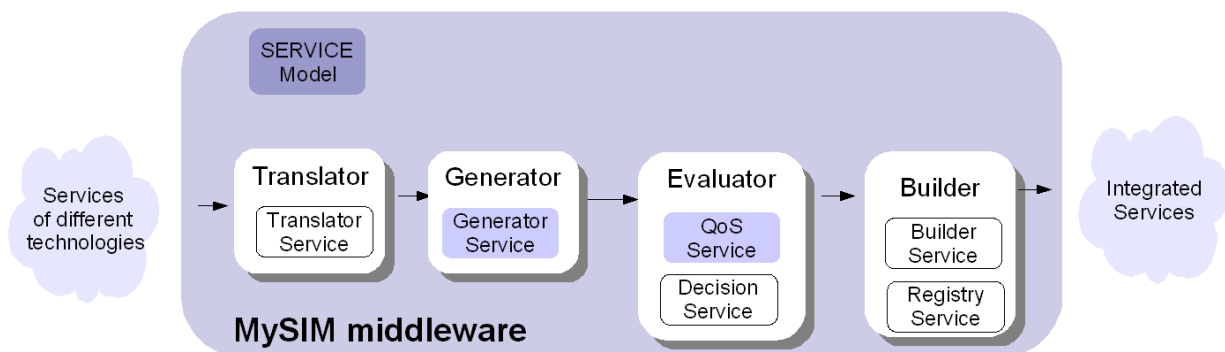 SERVICE
Model
Services
of different
technologies
Translator
Translator
Service
Generator
Generator
Service
Evaluator
QoS
Service
Decision
Service
Builder
Builder
Service
Registry
Service
Integrated
Services
MySIM middleware